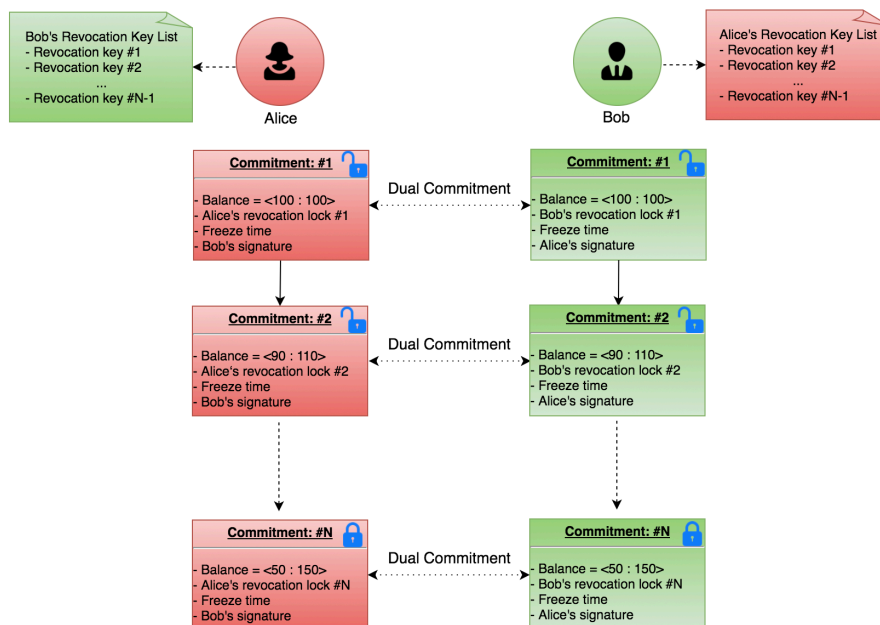 Bob's Revocation Key List
- Revocation key #1
- Revocation key #2
...
- Revocation key #N-1
Alice
Bob
Alice's Revocation Key List
- Revocation key #1
- Revocation key #2
...
- Revocation key #N-1
Commitment: #1
- Balance = <100 : 100>
- Alice's revocation lock #1
- Freeze time
- Bob's signature
Dual Commitment
Commitment: #1
- Balance = <100 : 100>
- Bob's revocation lock #1
- Freeze time
- Alice's signature
Commitment: #2
- Balance = <90 : 110>
- Alice's revocation lock #2
- Freeze time
- Bob's signature
Dual Commitment
Commitment: #2
- Balance = <90 : 110>
- Bob's revocation lock #2
- Freeze time
- Alice's signature
Commitment: #N
- Balance = <50 : 150>
- Alice's revocation lock #N
- Freeze time
- Bob's signature
Dual Commitment
Commitment: #N
- Balance = <50 : 150>
- Bob's revocation lock #N
- Freeze time
- Alice's signature